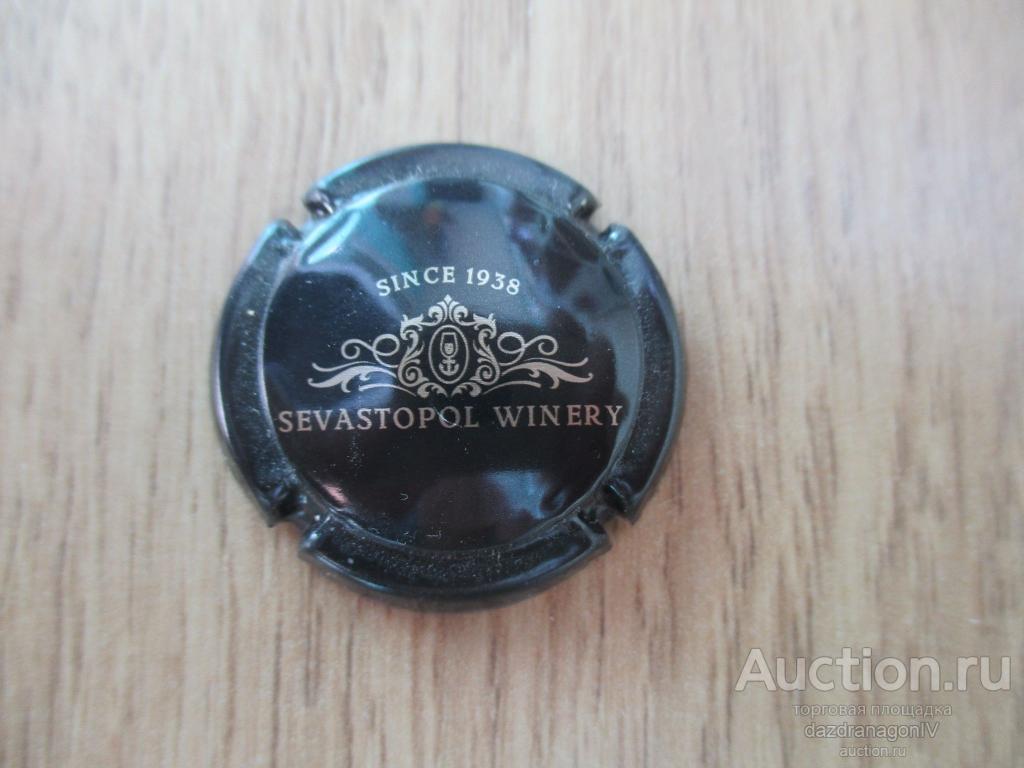 SINCE 1938
SEVASTOPOL WINERY
Auction.ru
торговая площадка
dazdranagonIV
auction.ru